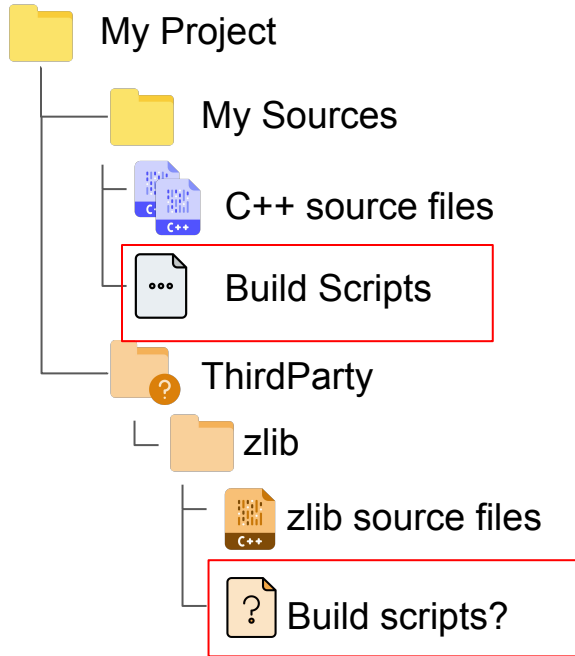 My Project
My Sources
C++
C++ source files
Build Scripts
?
ThirdParty
zlib
C++
zlib source files
?
Build scripts?